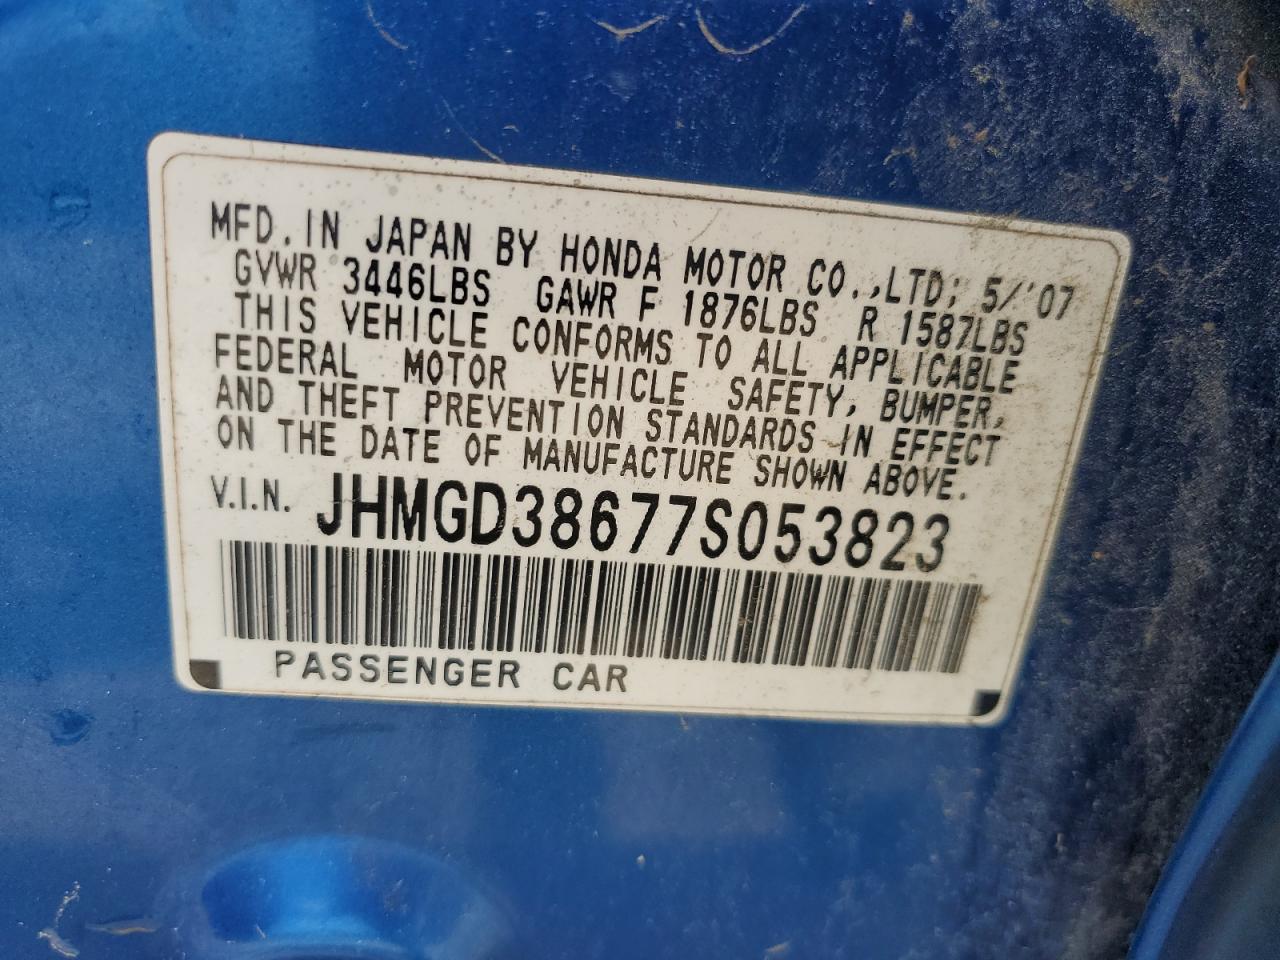 MFD. IN JAPAN BY HONDA MOTOR CO.,LTD; 5/'07
GVWR 3446LBS GAWR F 1876LBS R 1587LBS
THIS VEHICLE CONFORMS TO ALL APPLICABLE
FEDERAL MOTOR VEHICLE SAFETY, BUMPER,
AND THEFT PREVENTION STANDARDS IN EFFECT
ON THE DATE OF MANUFACTURE SHOWN ABOVE.
V.I.N. JHMGD38677S053823
PASSENGER CAR